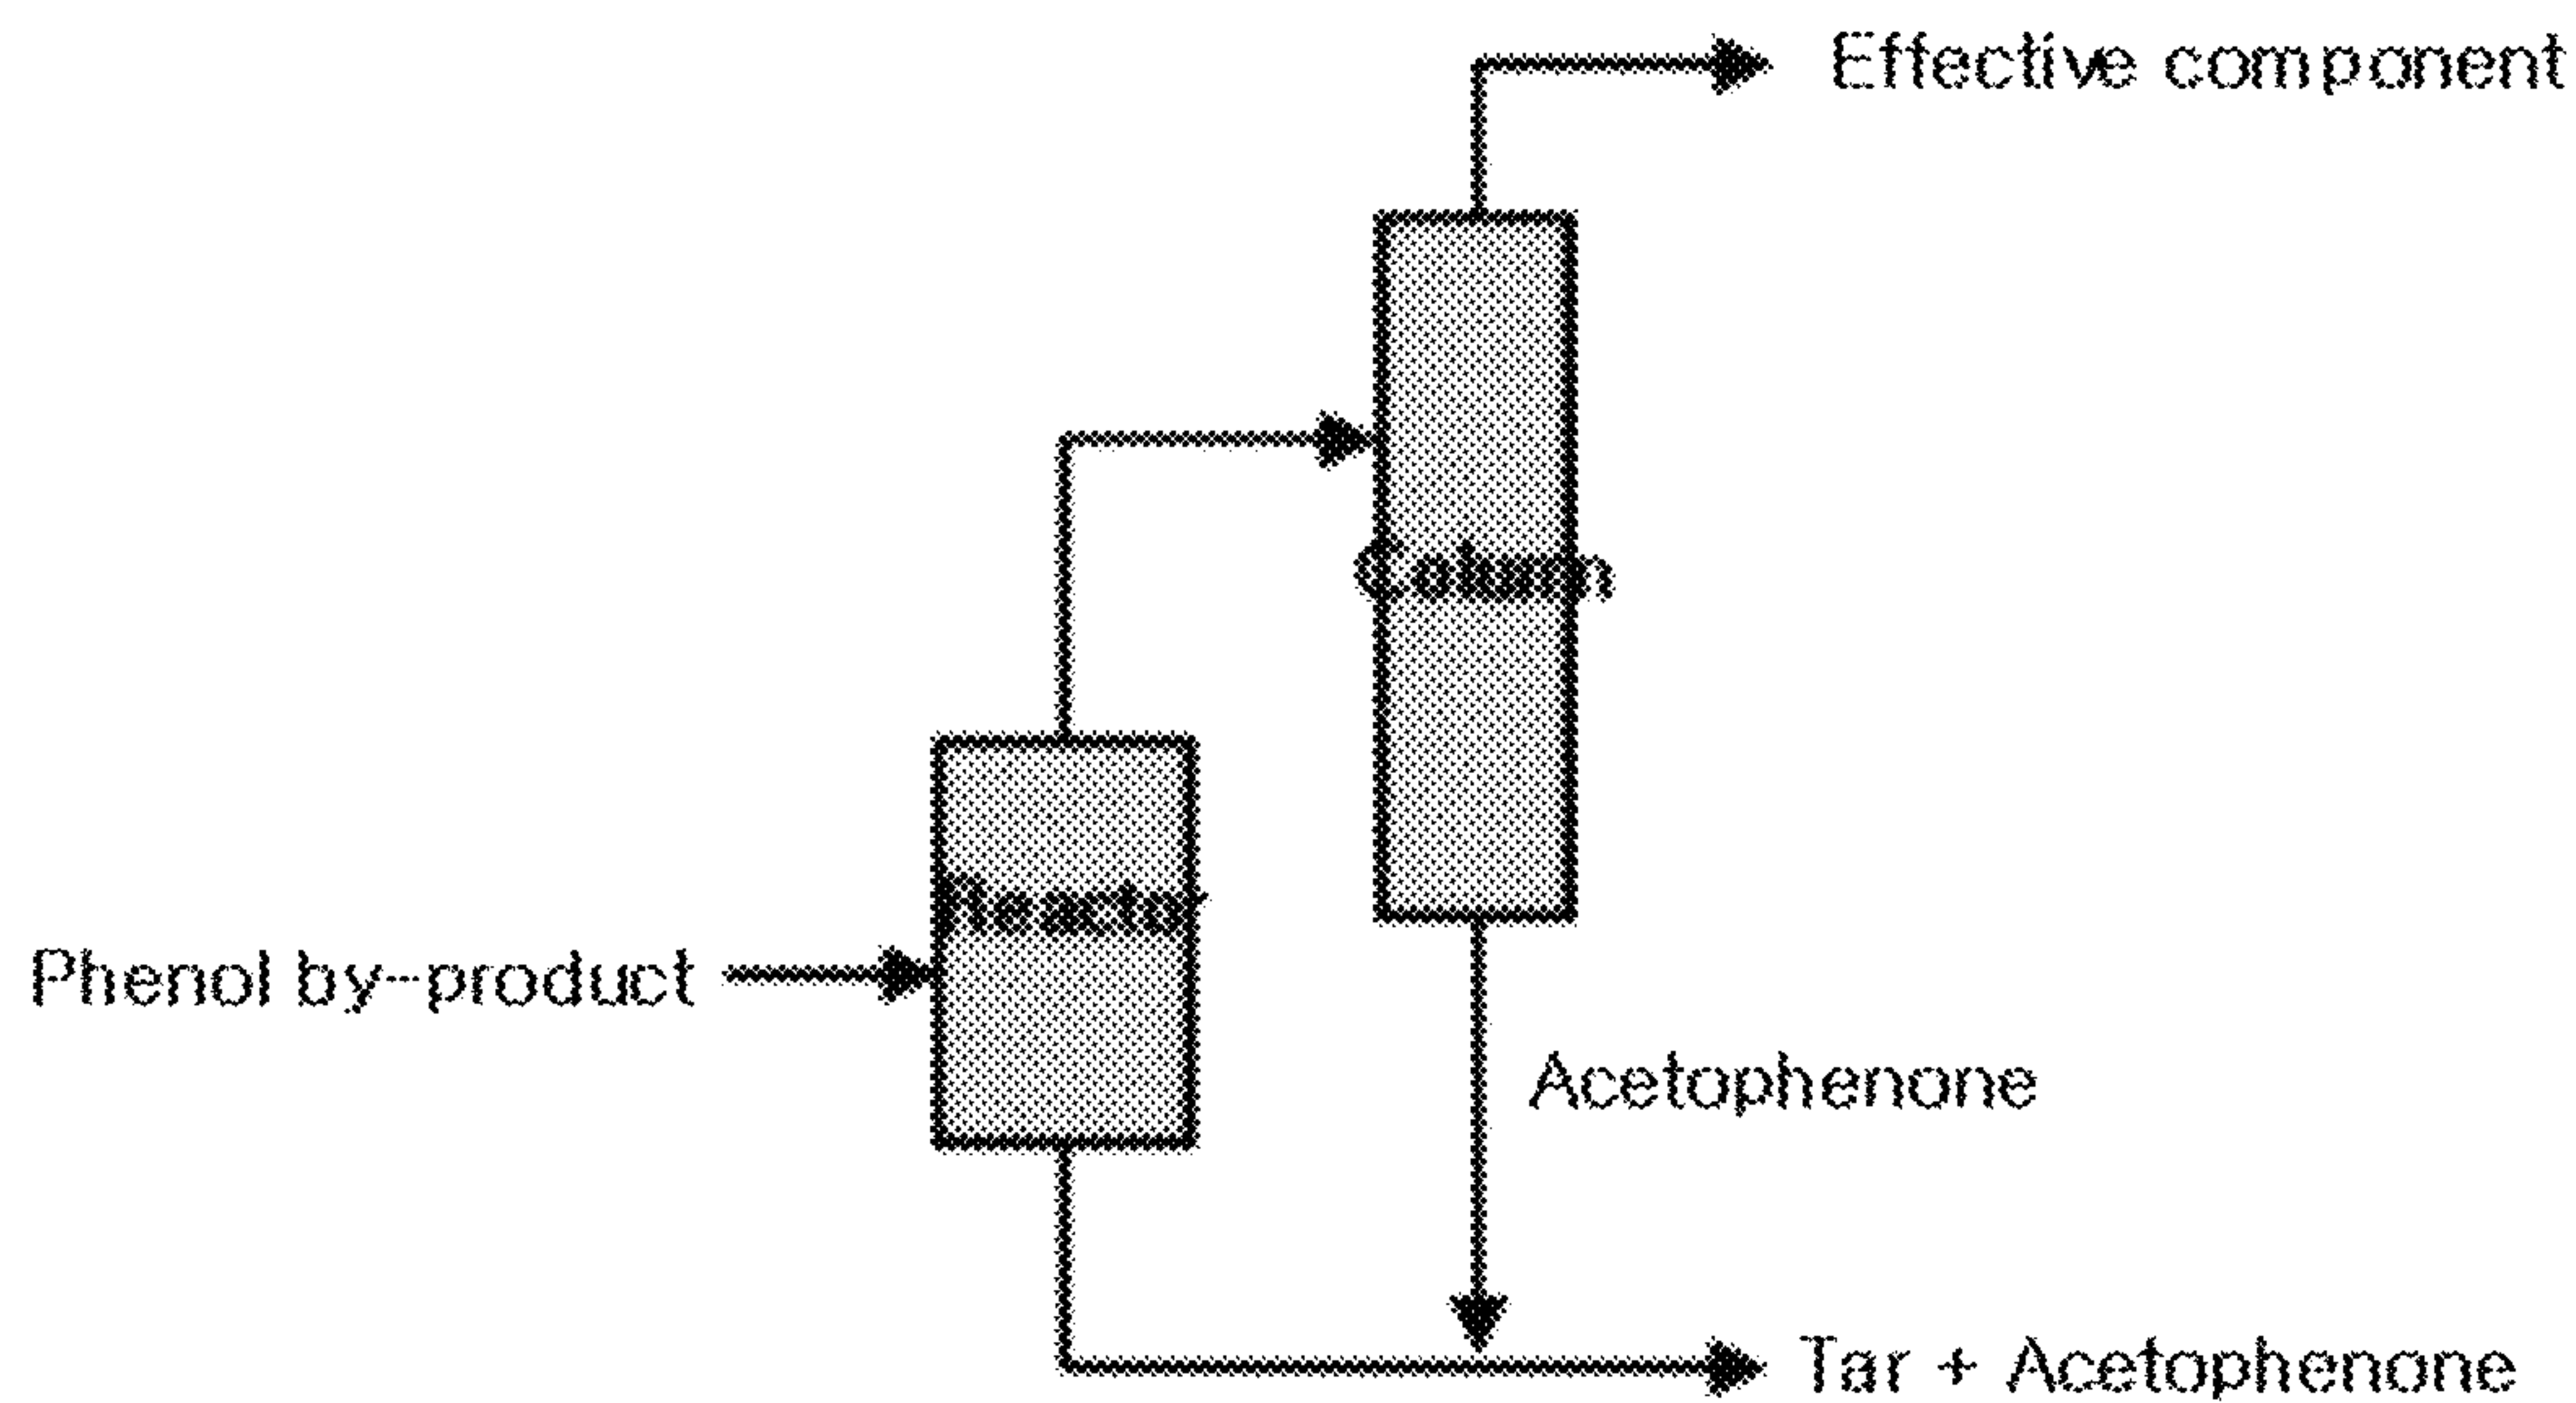 Effective component
Column
Reactor
Phenol by-product
Acetophenone
Tar + Acetophenone